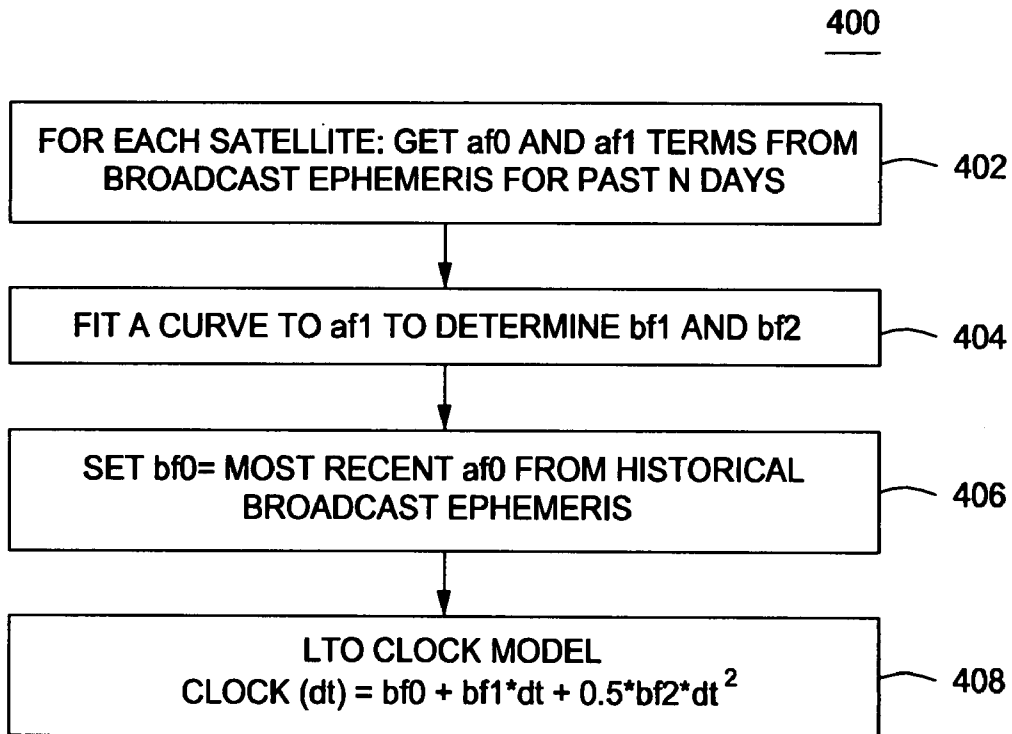 400
FOR EACH SATELLITE: GET af0 AND af1 TERMS FROM
BROADCAST EPHEMERIS FOR PAST N DAYS
402
FIT A CURVE TO af1 TO DETERMINE bf1 AND bf2
404
SET bf0= MOST RECENT af0 FROM HISTORICAL
BROADCAST EPHEMERIS
406
LTO CLOCK MODEL
CLOCK (dt) = bf0 + bf1*dt + 0.5*bf2*dt²
408